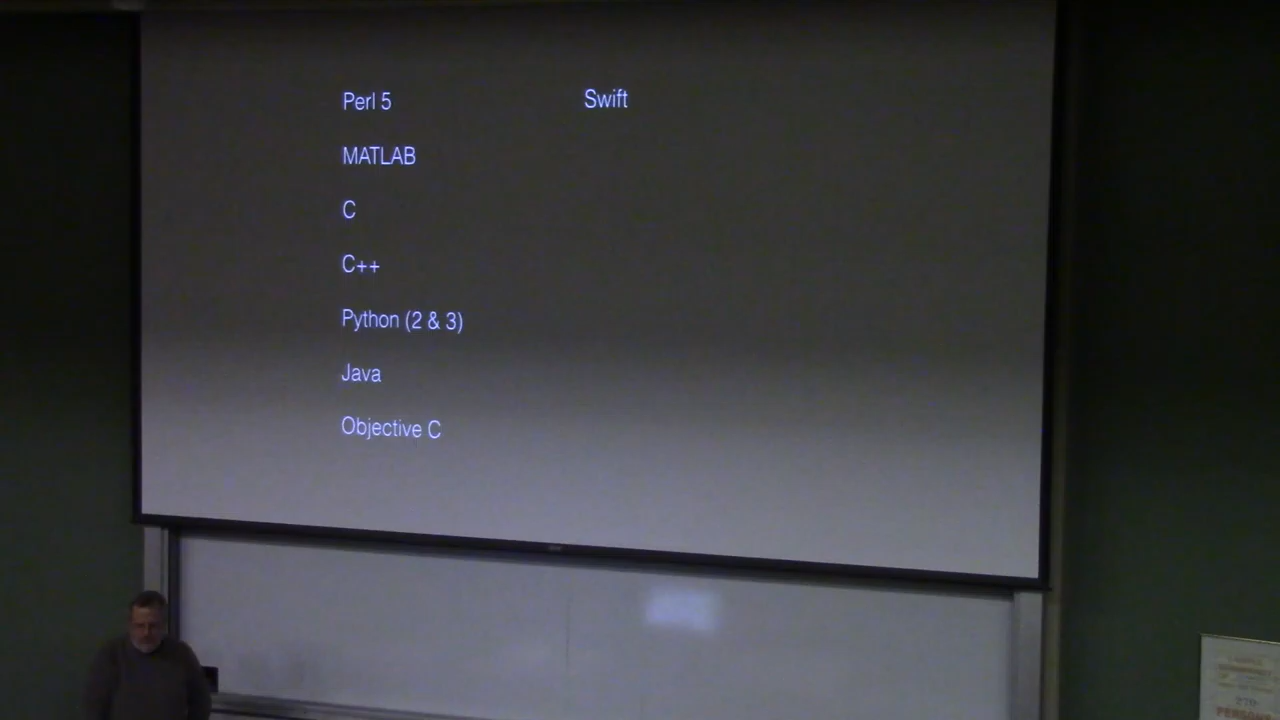 Perl 5
MATLAB
C
C++
Python (2 & 3)
Java
Objective C
Swift